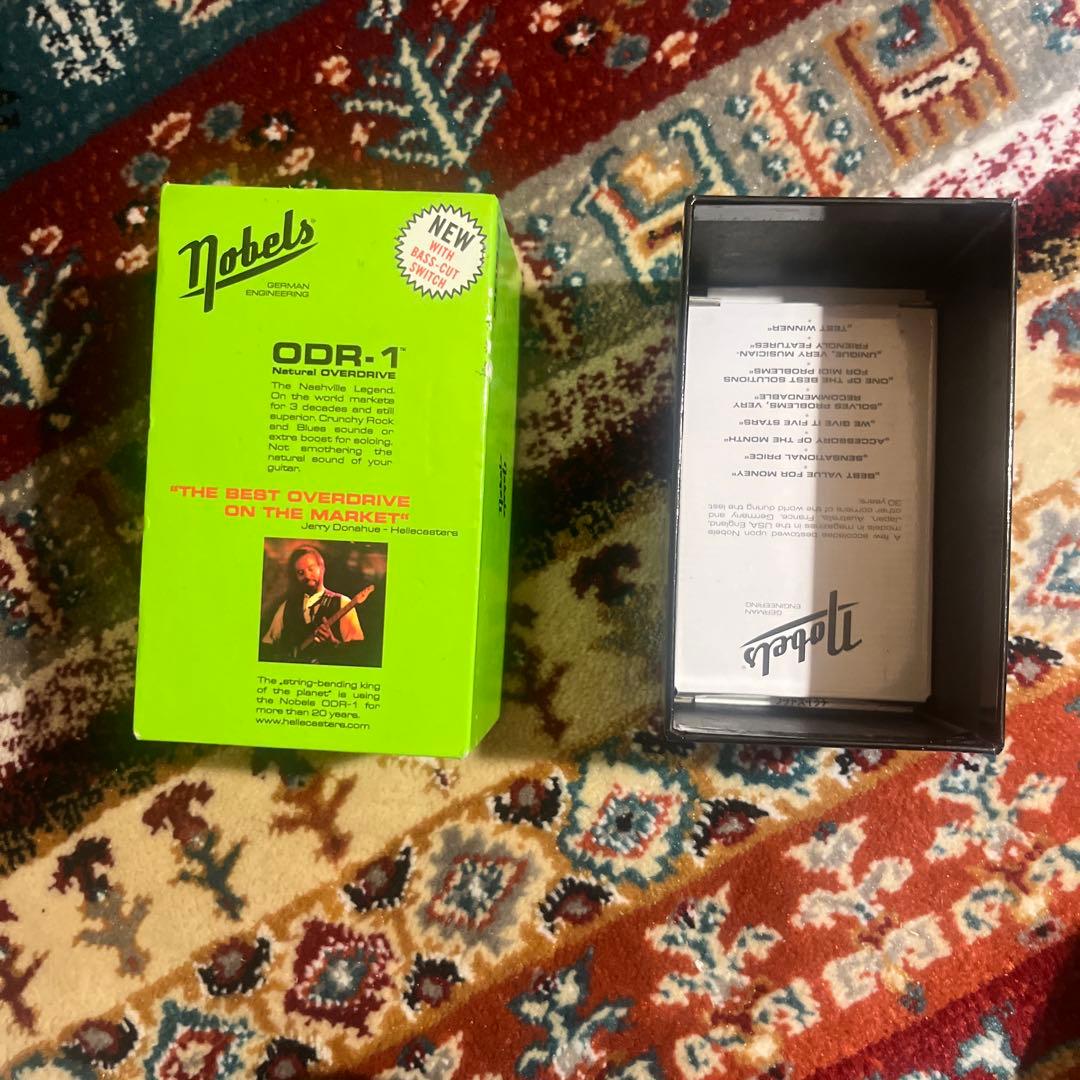 Nobels®
GERMAN
ENGINEERING
NEW
WITH
BASS-CUT
SWITCH
ODR-1™
Natural OVERDRIVE
The Nashville Legend.
On the world markets
for 3 decades and still
superior. Crunchy Rock
and Blues sounds or
extra boost for soloing.
Not smothering the
natural sound of your
guitar.
“THE BEST OVERDRIVE
ON THE MARKET“
Jerry Donahue - Hellecasters
The „string-bending king
of the planet“ is using
the Nobels ODR-1 for
more than 20 years.
www.hellecasters.com
Nobels®
GERMAN
ENGINEERING
A few accolades bestowed upon Nobels
models in magazines in the USA, England,
Japan, Australia, France, Germany and
other corners of the world during the last
30 years.
„BEST VALUE FOR MONEY“
„SENSATIONAL PRICE“
„ACCESSORY OF THE MONTH“
„WE GIVE IT FIVE STARS“
„SOLVES PROBLEMS, VERY
RECOMMENDABLE“
„ONE OF THE BEST SOLUTIONS
FOR MIDI PROBLEMS“
„UNIQUE, VERY MUSICIAN-
FRIENDLY FEATURES“
„TEST WINNER“